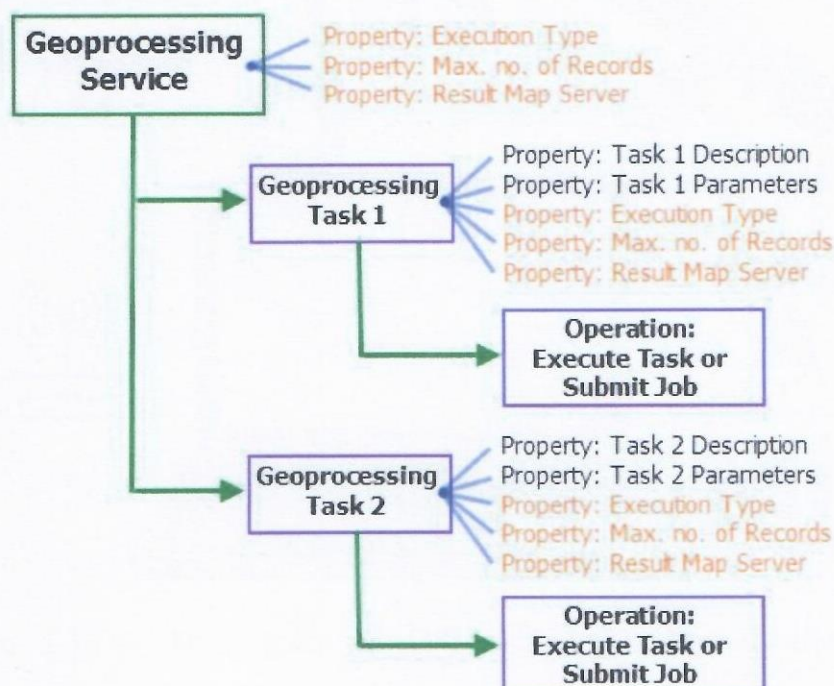 Geoprocessing
Service
Property: Execution Type
Property: Max. no. of Records
Property: Result Map Server
Geoprocessing
Task 1
Property: Task 1 Description
Property: Task 1 Parameters
Property: Execution Type
Property: Max. no. of Records
Property: Result Map Server
Operation:
Execute Task or
Submit Job
Geoprocessing
Task 2
Property: Task 2 Description
Property: Task 2 Parameters
Property: Execution Type
Property: Max. no. of Records
Property: Result Map Server
Operation:
Execute Task or
Submit Job